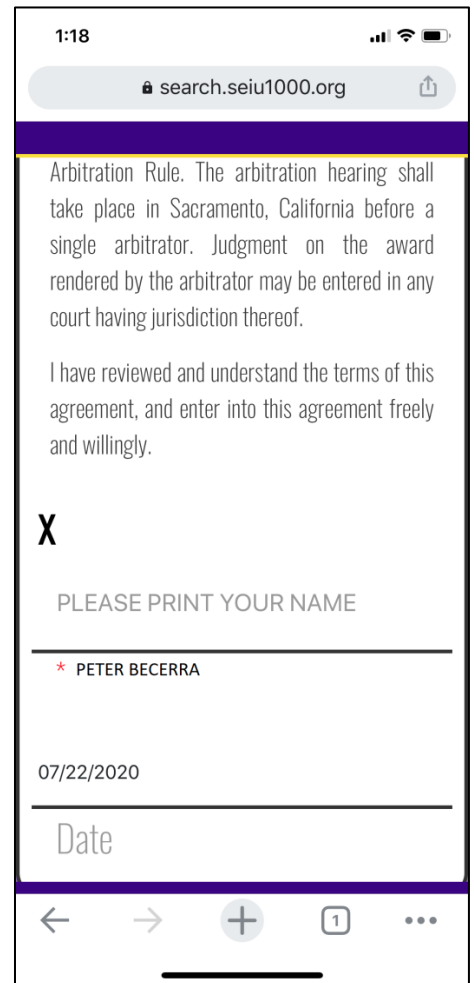 1:18
search.seiu1000.org
Arbitration Rule. The arbitration hearing shall
take place in Sacramento, California before a
single arbitrator. Judgment on the award
rendered by the arbitrator may be entered in any
court having jurisdiction thereof.
I have reviewed and understand the terms of this
agreement, and enter into this agreement freely
and willingly.
X
PLEASE PRINT YOUR NAME
* PETER BECERRA
07/22/2020
Date
1